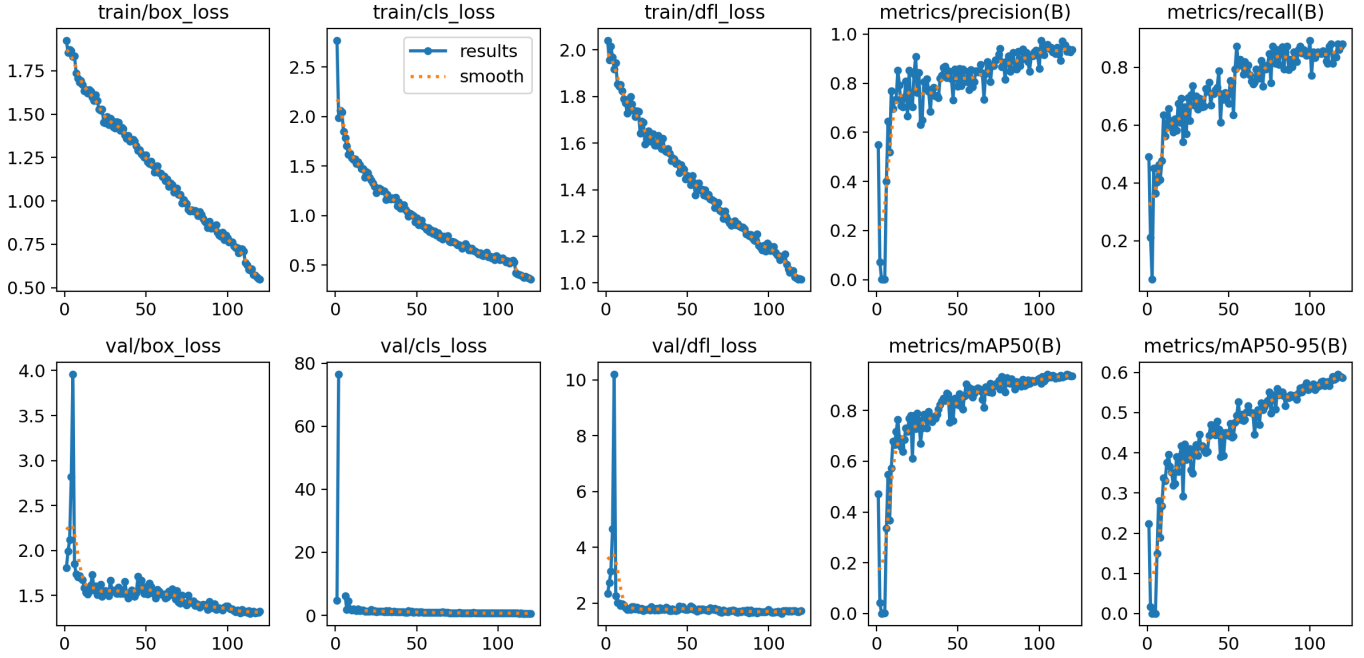 train/box_loss
train/cls_loss
train/dfl_loss
metrics/precision(B)
metrics/recall(B)
results
smooth
1.75
1.50
1.25
1.00
0.75
0.50
0 50 100
2.5
2.0
1.5
1.0
0.5
0 50 100
2.0
1.8
1.6
1.4
1.2
1.0
0 50 100
1.0
0.8
0.6
0.4
0.2
0.0
0 50 100
0.8
0.6
0.4
0.2
0 50 100
val/box_loss
val/cls_loss
val/dfl_loss
metrics/mAP50(B)
metrics/mAP50-95(B)
4.0
3.5
3.0
2.5
2.0
1.5
0 50 100
80
60
40
20
0
0 50 100
10
8
6
4
2
0 50 100
0.8
0.6
0.4
0.2
0.0
0 50 100
0.6
0.5
0.4
0.3
0.2
0.1
0.0
0 50 100